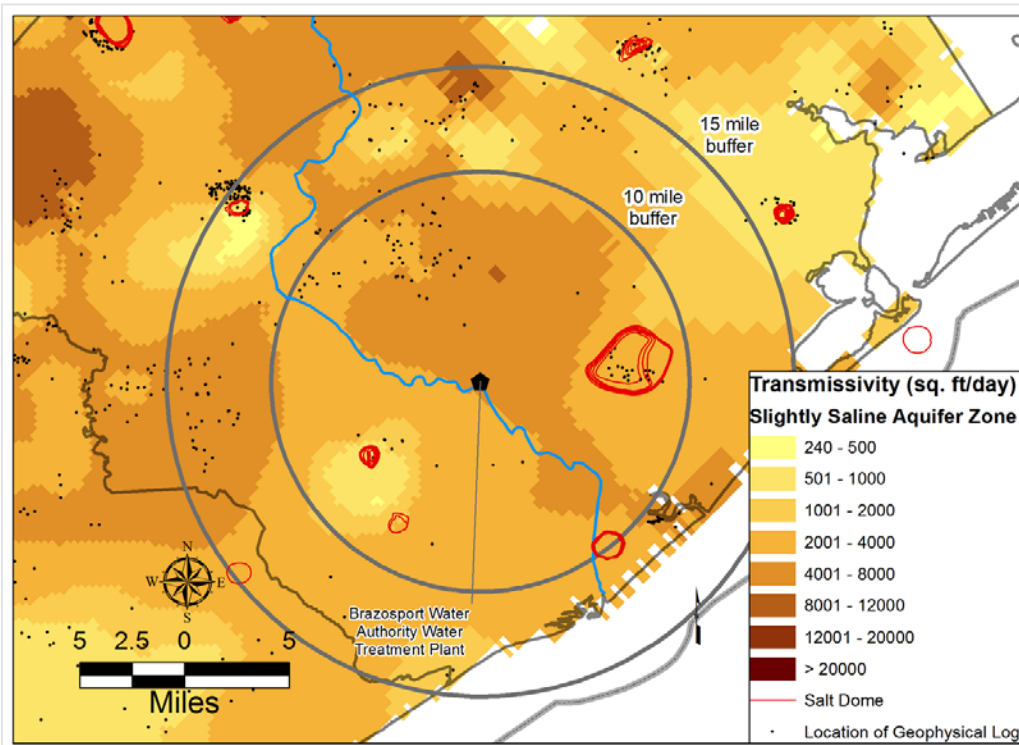 15 mile
buffer
10 mile
buffer
Brazosport Water
Authority Water
Treatment Plant
N
W E
S
5 2.5 0 5
Miles
Transmissivity (sq. ft/day)
Slightly Saline Aquifer Zone
240 - 500
501 - 1000
1001 - 2000
2001 - 4000
4001 - 8000
8001 - 12000
12001 - 20000
> 20000
Salt Dome
Location of Geophysical Log